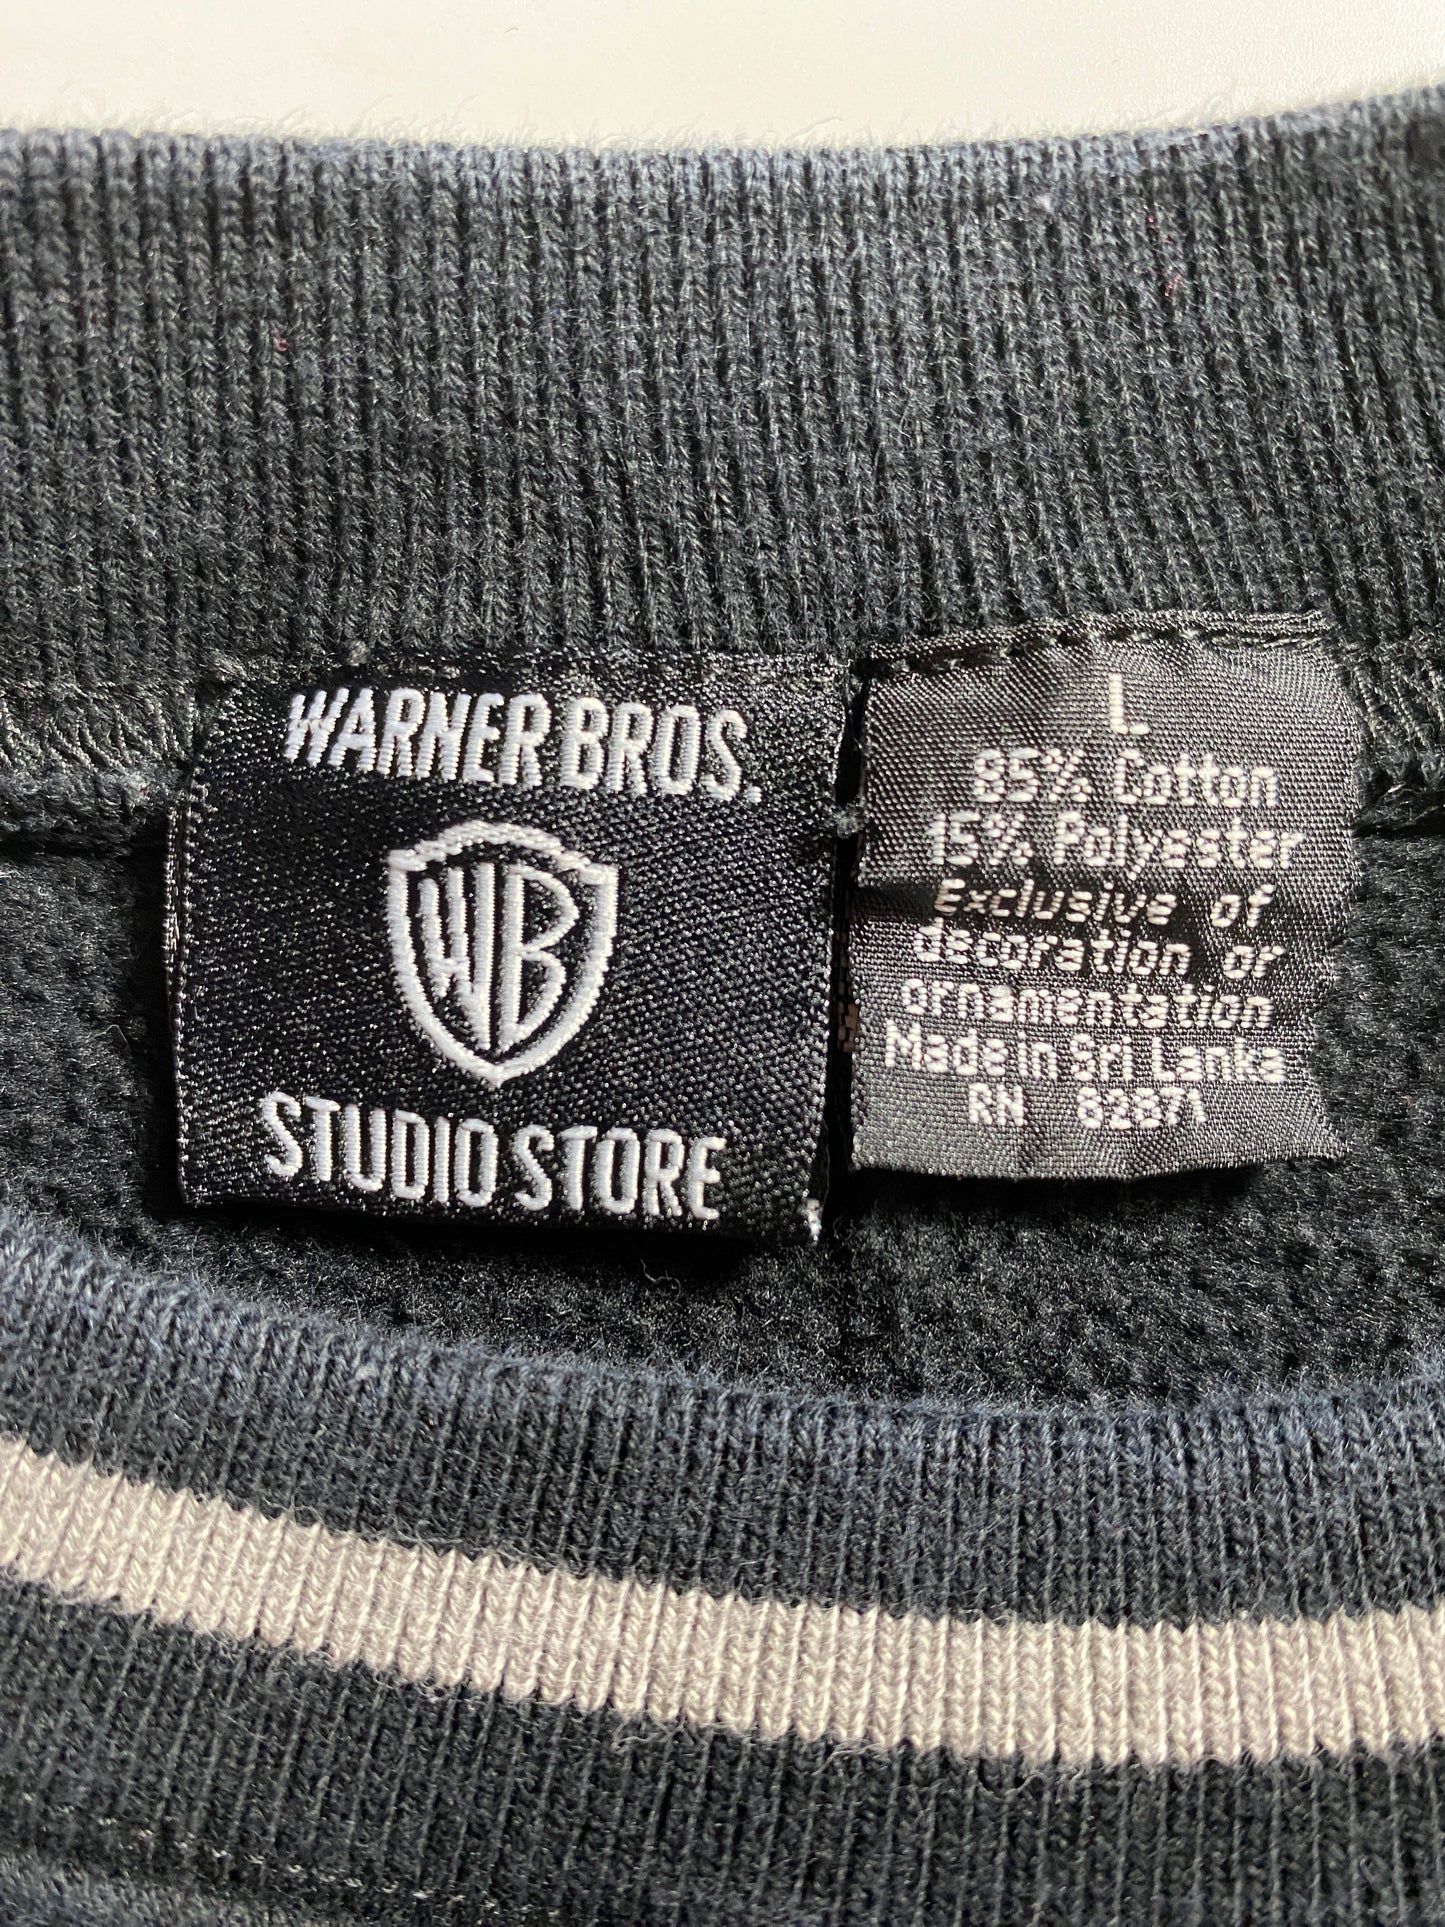 WARNER BROS.
WB
STUDIO STORE
L
85% Cotton
15% Polyester
Exclusive of
decoration or
ornamentation
Made in Sri Lanka
RN 82871